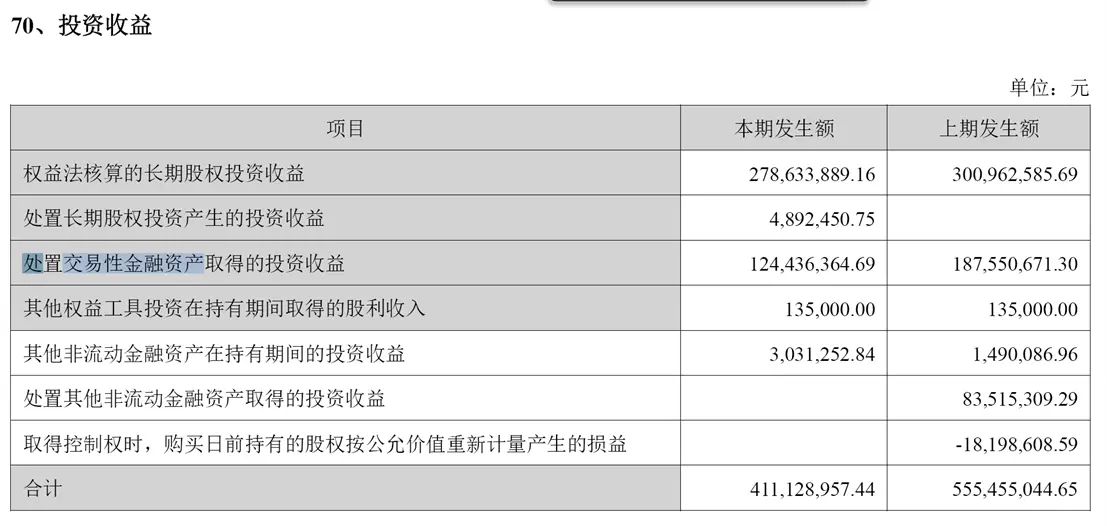 70、投资收益
单位：元
项目 本期发生额 上期发生额
权益法核算的长期股权投资收益 278,633,889.16 300,962,585.69
处置长期股权投资产生的投资收益 4,892,450.75
处置交易性金融资产取得的投资收益 124,436,364.69 187,550,671.30
其他权益工具投资在持有期间取得的股利收入 135,000.00 135,000.00
其他非流动金融资产在持有期间的投资收益 3,031,252.84 1,490,086.96
处置其他非流动金融资产取得的投资收益 83,515,309.29
取得控制权时，购买日前持有的股权按公允价值重新计量产生的损益 -18,198,608.59
合计 411,128,957.44 555,455,044.65